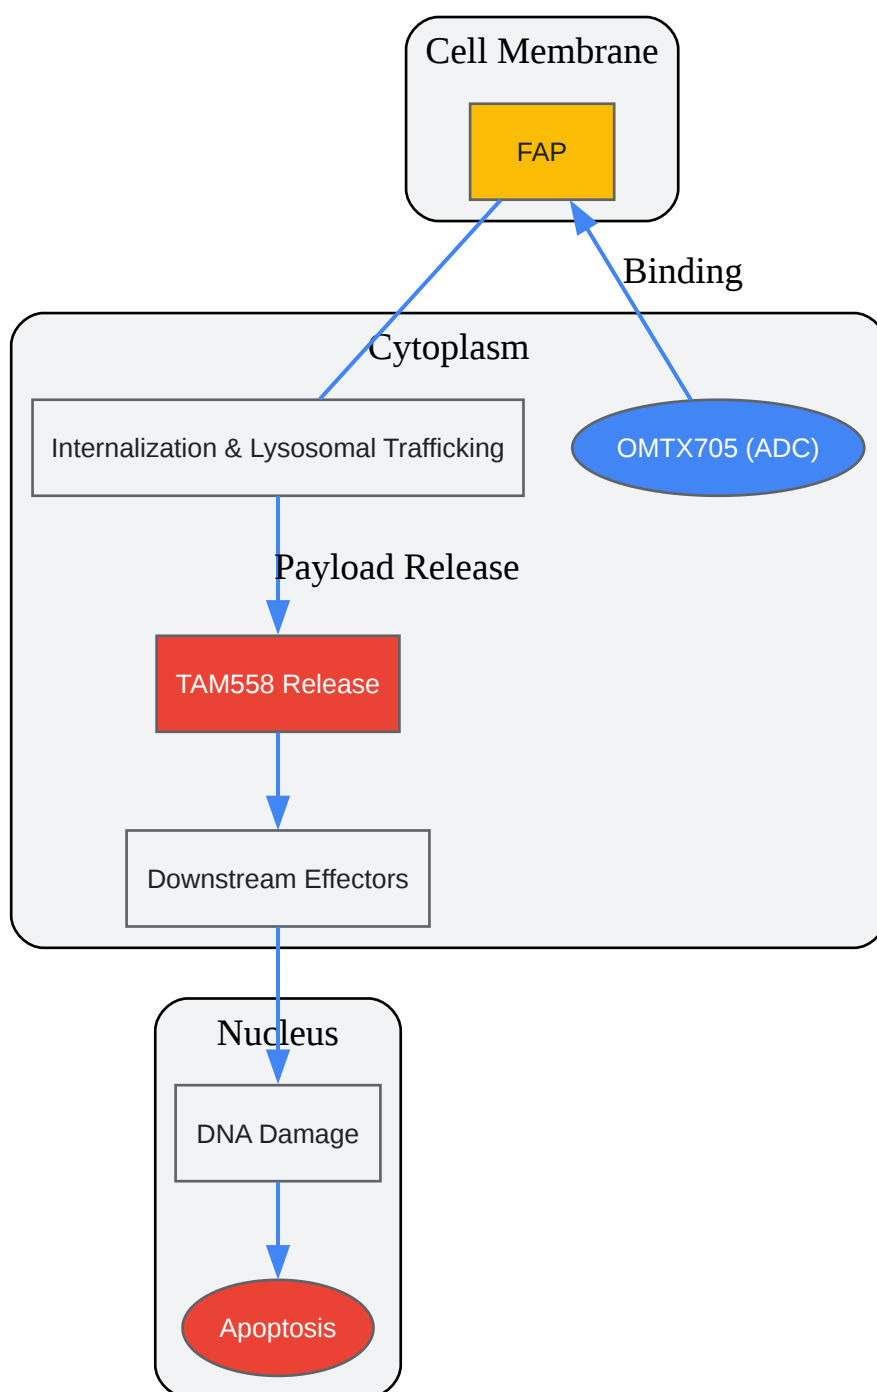 Cell Membrane
FAP
Binding
Cytoplasm
Internalization & Lysosomal Trafficking
OMTX705 (ADC)
Payload Release
TAM558 Release
Downstream Effectors
Nucleus
DNA Damage
Apoptosis